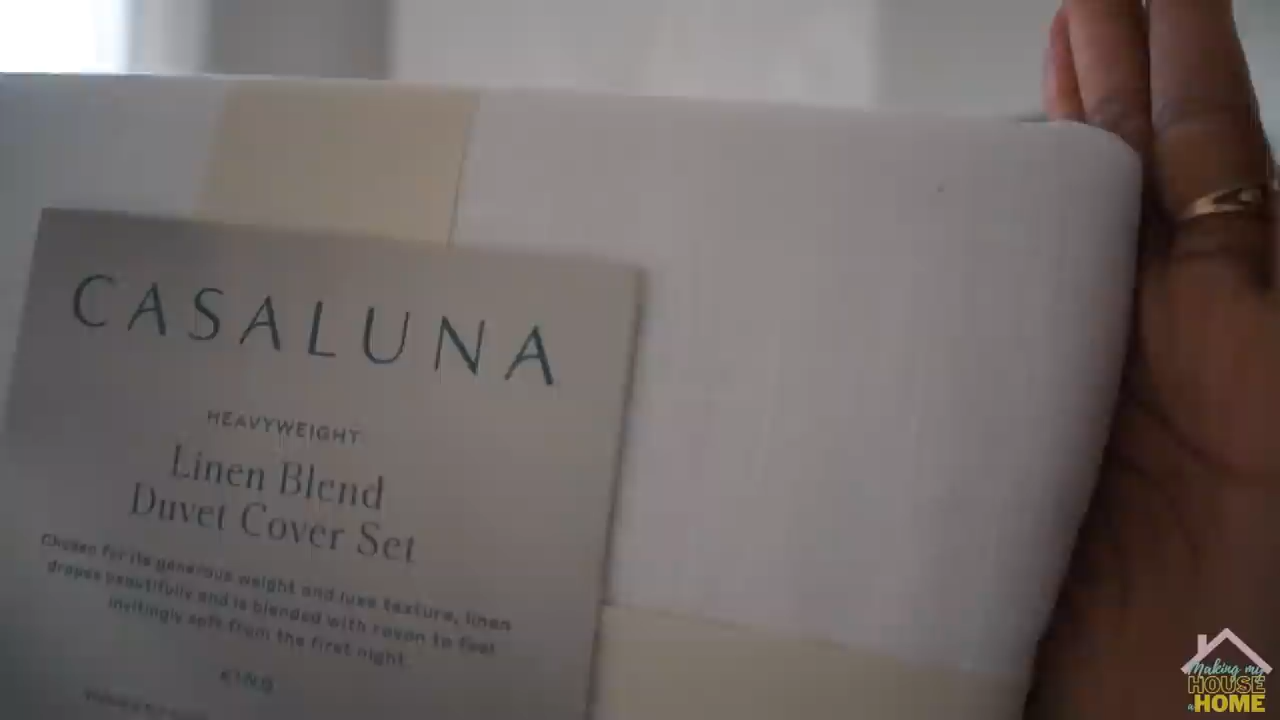 CASALUNA
HEAVYWEIGHT
Linen Blend
Duvet Cover Set
Chosen for its generous weight and luxe texture, linen
drapes beautifully and is blended with rayon to feel
invitingly soft from the first night.
KING
Making my
HOUSE
a HOME